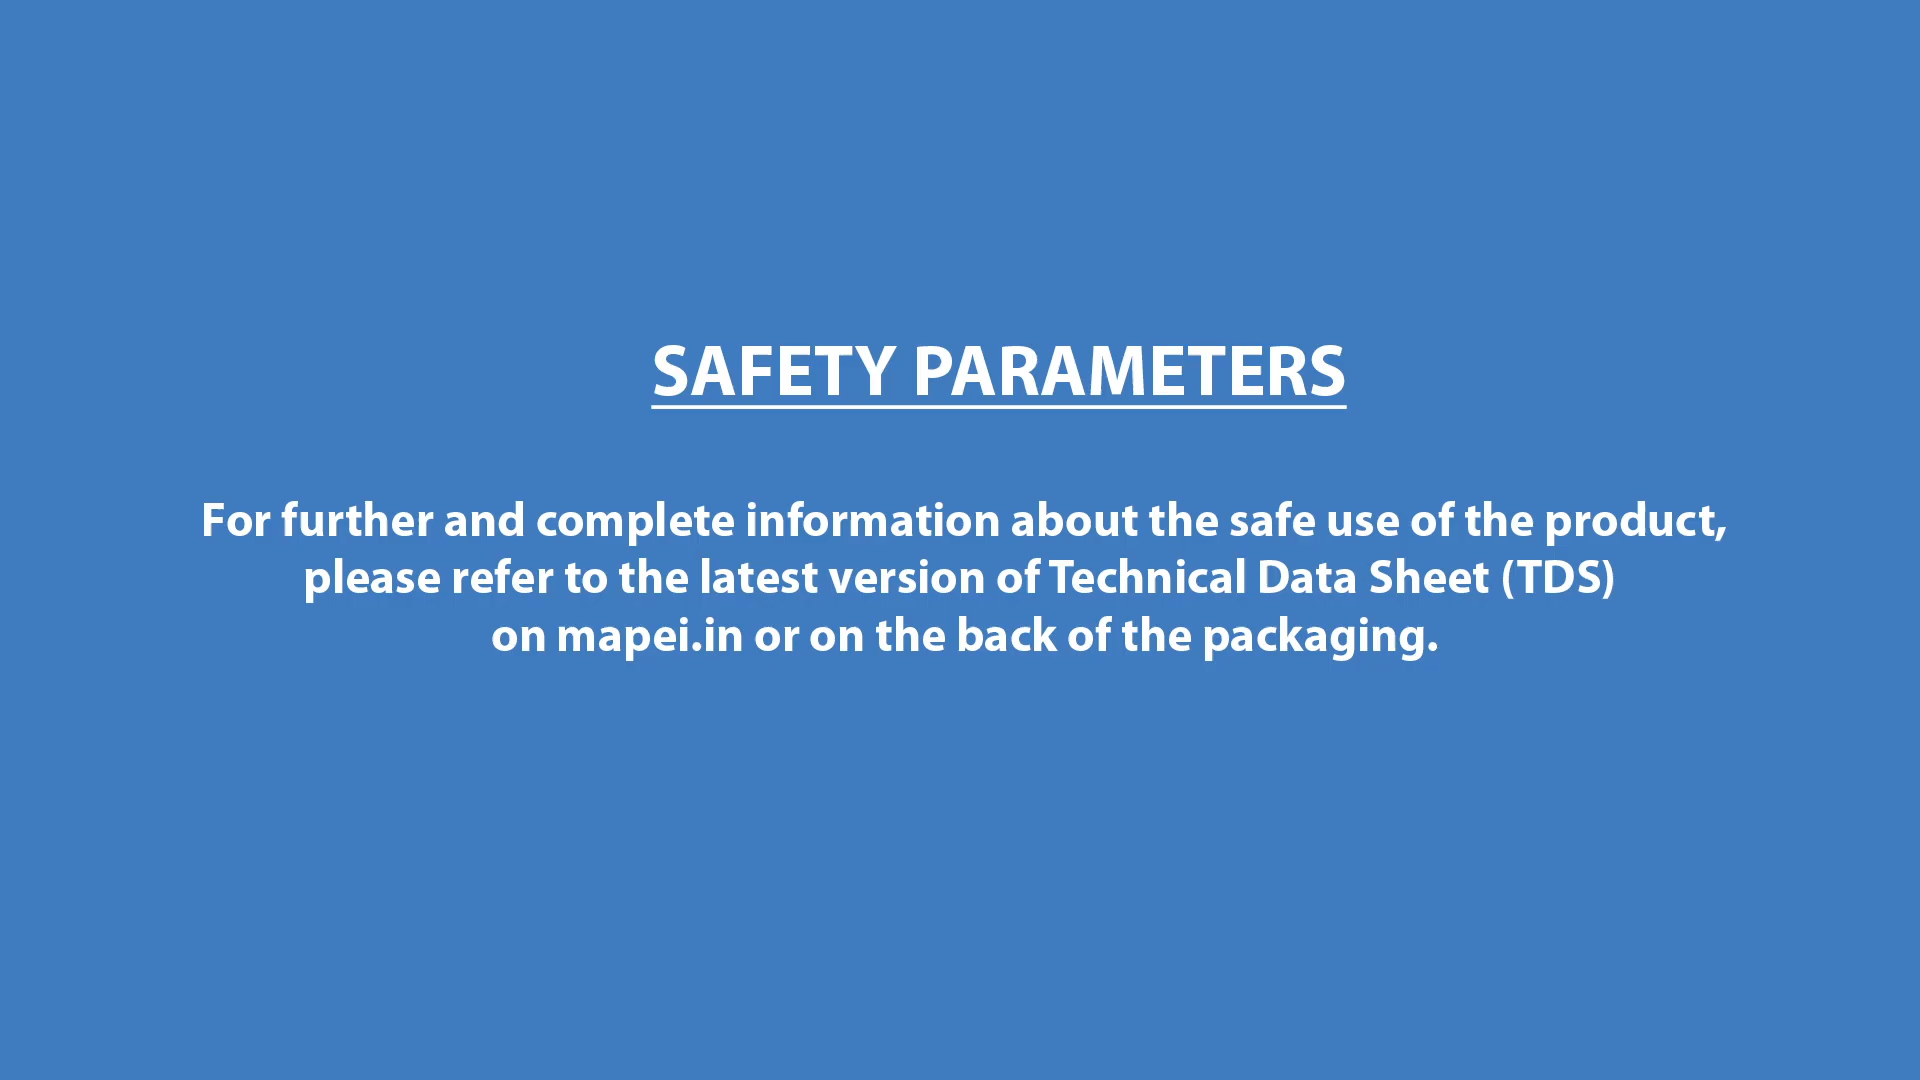 SAFETY PARAMETERS
For further and complete information about the safe use of the product,
please refer to the latest version of Technical Data Sheet (TDS)
on mapei.in or on the back of the packaging.